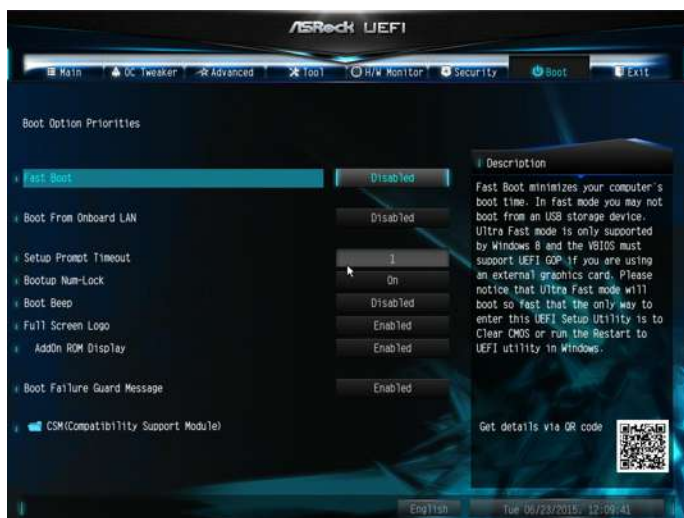 ASRock UEFI
Main OC Tweaker Advanced Tool H/W Monitor Security Boot Exit
Boot Option Priorities
Fast Boot Disabled
Boot From Onboard LAN Disabled
Setup Prompt Timeout 1
Bootup Num-Lock On
Boot Beep Disabled
Full Screen Logo Enabled
AddOn ROM Display Enabled
Boot Failure Guard Message Enabled
CSM(Compatibility Support Module)
Description
Fast Boot minimizes your computer's
boot time. In fast mode you may not
boot from an USB storage device.
Ultra Fast mode is only supported
by Windows 8 and the VBIOS must
support UEFI GOP if you are using
an external graphics card. Please
notice that Ultra Fast mode will
boot so fast that the only way to
enter this UEFI Setup Utility is to
Clear CMOS or run the Restart to
UEFI utility in Windows.
Get details via QR code
English Tue 06/23/2015. 12:09:41